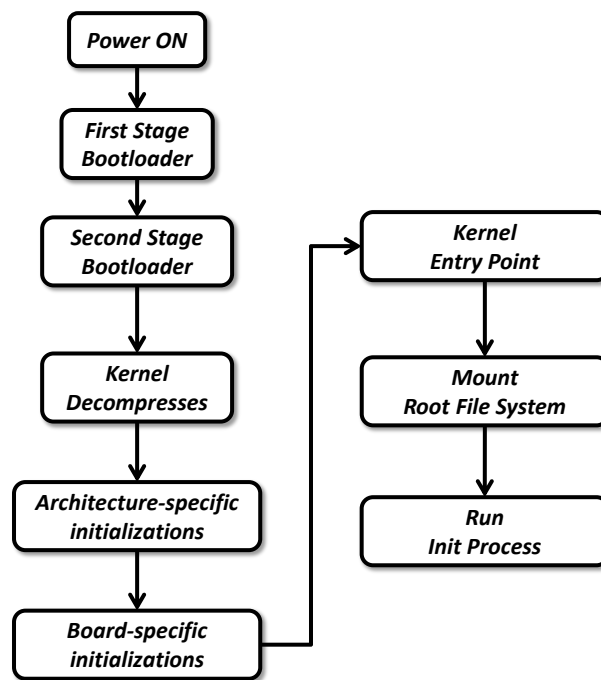 Power ON
First Stage
Bootloader
Second Stage
Bootloader
Kernel
Decompresses
Architecture-specific
initializations
Board-specific
initializations
Kernel
Entry Point
Mount
Root File System
Run
Init Process